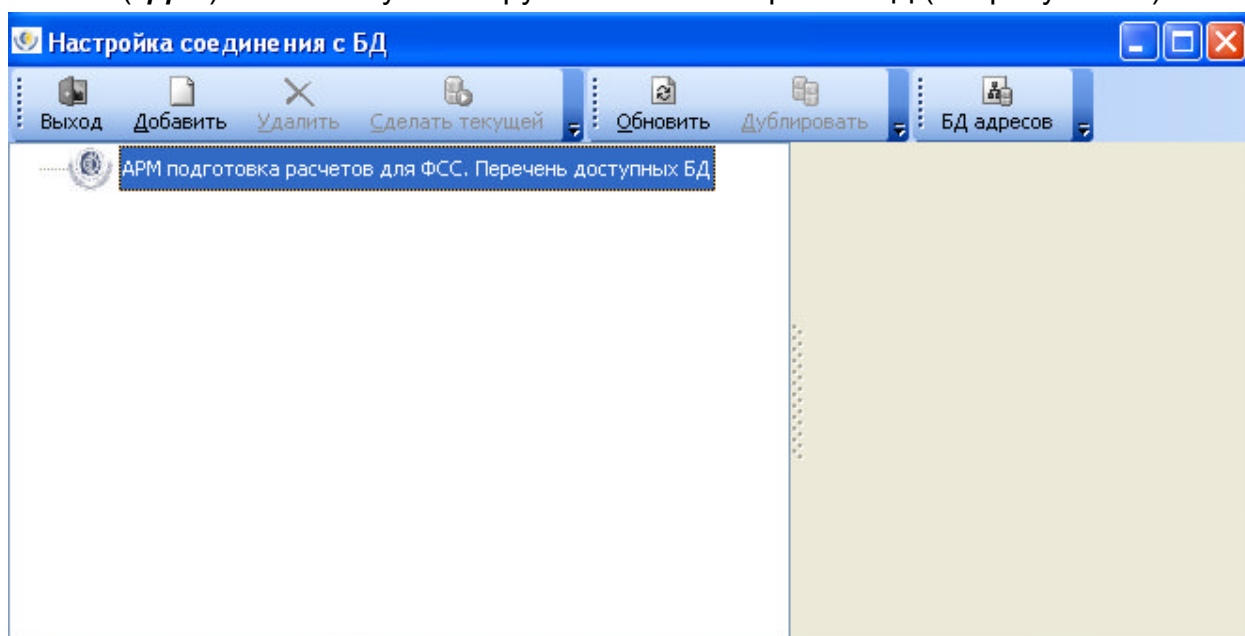 Настройка соединения с БД
Выход Добавить Удалить Сделать текущей Обновить Дублировать БД адресов
АРМ подготовка расчетов для ФСС. Перечень доступных БД